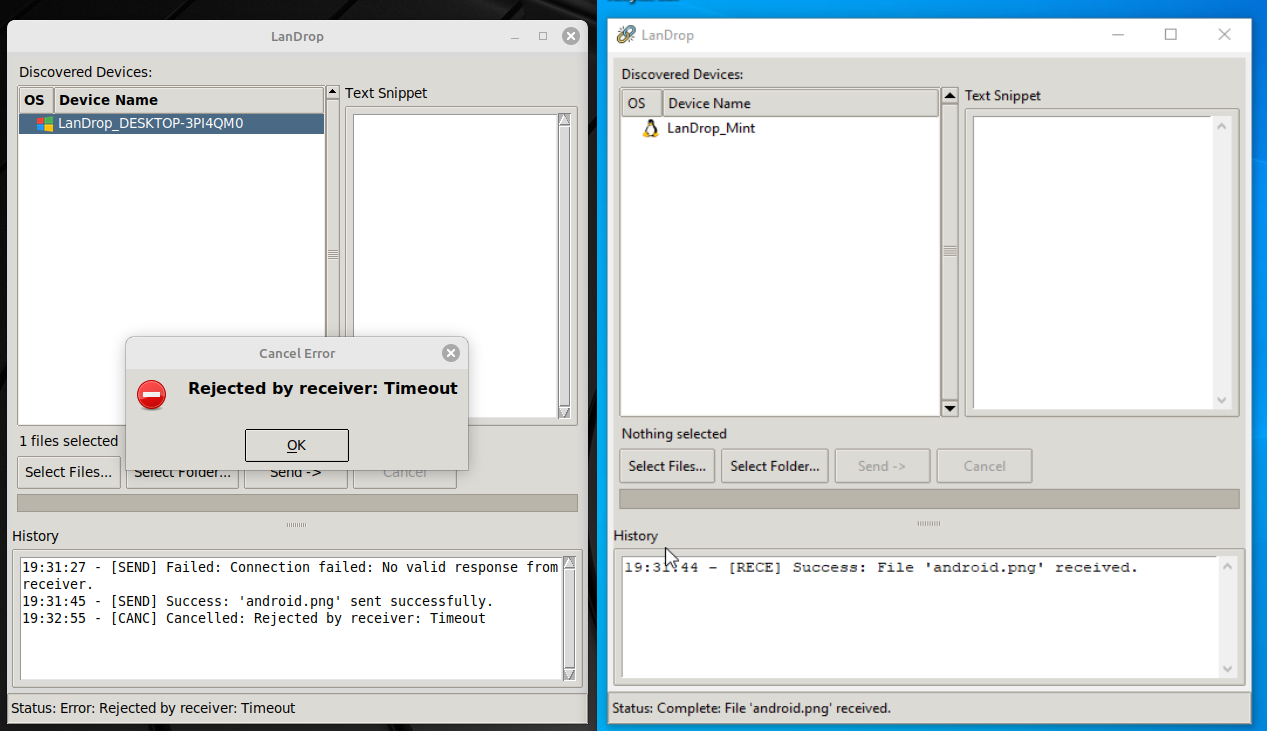 LanDrop
Discovered Devices:
OS Device Name
LanDrop_DESKTOP-3PI4QM0
Text Snippet
Cancel Error
Rejected by receiver: Timeout
OK
1 files selected
Select Files... Select Folder... Send -> Cancel
History
19:31:27 - [SEND] Failed: Connection failed: No valid response from
receiver.
19:31:45 - [SEND] Success: 'android.png' sent successfully.
19:32:55 - [CANC] Cancelled: Rejected by receiver: Timeout
Status: Error: Rejected by receiver: Timeout
LanDrop
Discovered Devices:
OS Device Name
LanDrop_Mint
Text Snippet
Nothing selected
Select Files... Select Folder... Send -> Cancel
History
19:31:44 - [RECE] Success: File 'android.png' received.
Status: Complete: File 'android.png' received.